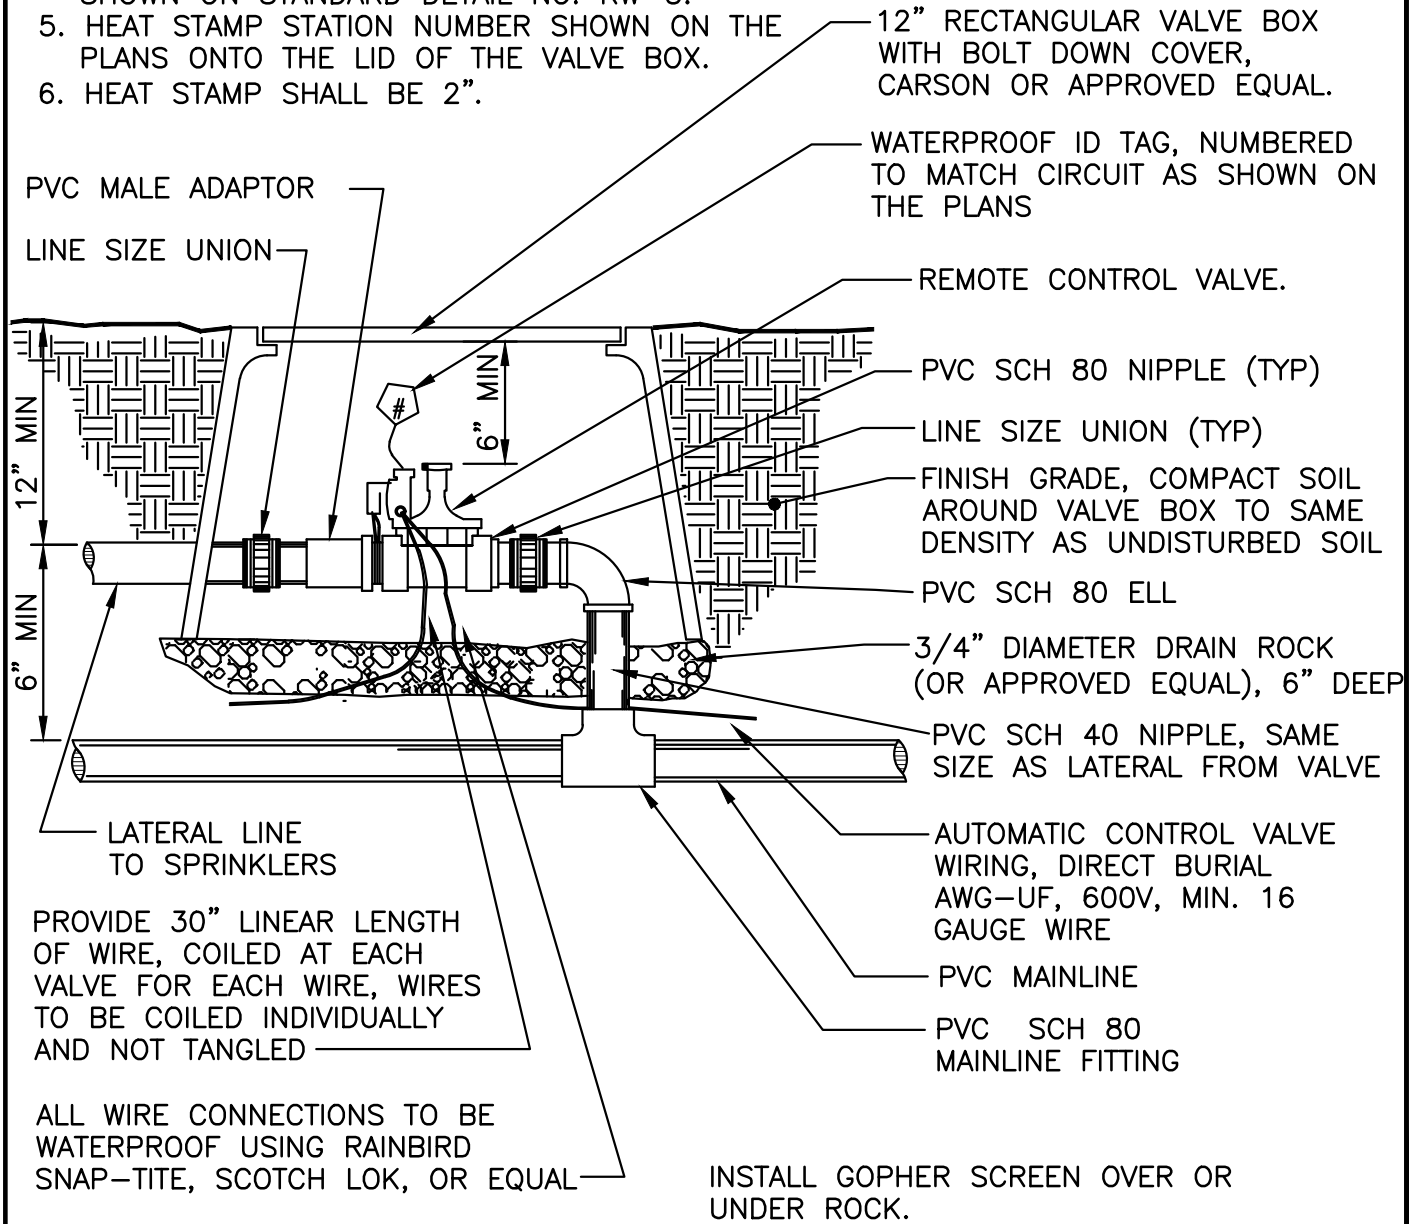 SHOWN ON STANDARD DETAIL NO. RW-
5. HEAT STAMP STATION NUMBER SHOWN ON THE
PLANS ONTO THE LID OF THE VALVE BOX.
6. HEAT STAMP SHALL BE 2”.
12” RECTANGULAR VALVE BOX
WITH BOLT DOWN COVER,
CARSON OR APPROVED EQUAL.
WATERPROOF ID TAG, NUMBERED
TO MATCH CIRCUIT AS SHOWN ON
THE PLANS
PVC MALE ADAPTOR
LINE SIZE UNION
REMOTE CONTROL VALVE.
PVC SCH 80 NIPPLE (TYP)
LINE SIZE UNION (TYP)
FINISH GRADE, COMPACT SOIL
AROUND VALVE BOX TO SAME
DENSITY AS UNDISTURBED SOIL
PVC SCH 80 ELL
3/4” DIAMETER DRAIN ROCK
(OR APPROVED EQUAL), 6” DEEP
PVC SCH 40 NIPPLE, SAME
SIZE AS LATERAL FROM VALVE
AUTOMATIC CONTROL VALVE
WIRING, DIRECT BURIAL
AWG-UF, 600V, MIN. 16
GAUGE WIRE
PVC MAINLINE
PVC SCH 80
MAINLINE FITTING
12” MIN
6” MIN
6” MIN
#
LATERAL LINE
TO SPRINKLERS
PROVIDE 30” LINEAR LENGTH
OF WIRE, COILED AT EACH
VALVE FOR EACH WIRE, WIRES
TO BE COILED INDIVIDUALLY
AND NOT TANGLED
ALL WIRE CONNECTIONS TO BE
WATERPROOF USING RAINBIRD
SNAP-TITE, SCOTCH LOK, OR EQUAL
INSTALL GOPHER SCREEN OVER OR
UNDER ROCK.